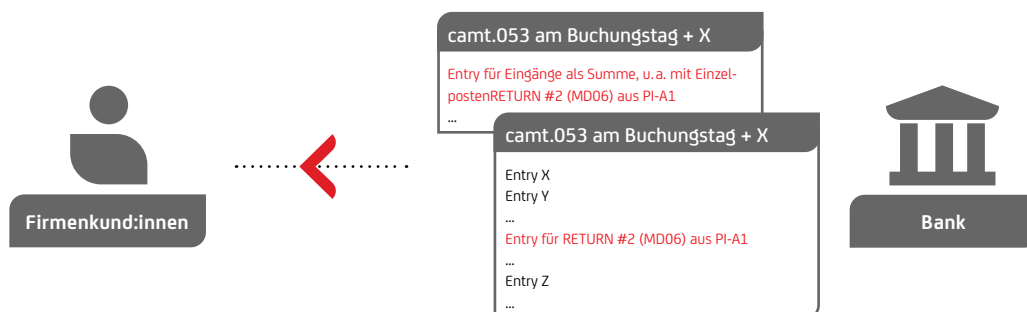 camt.053 am Buchungstag + X
Entry für Eingänge als Summe, u. a. mit Einzel-
postenRETURN #2 (MD06) aus PI-A1
...
camt.053 am Buchungstag + X
Entry X
Entry Y
...
Entry für RETURN #2 (MD06) aus PI-A1
...
Entry Z
...
Firmenkund:innen
Bank